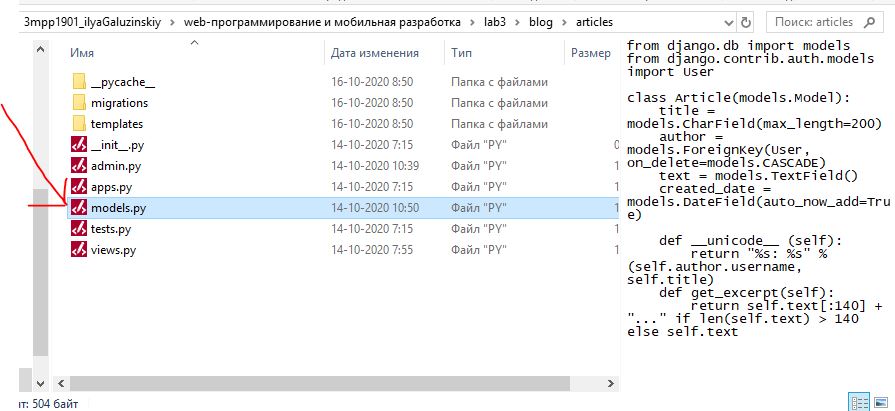 3mpp1901_ilyaGaluzinskiy > web-программирование и мобильная разработка > lab3 > blog > articles
Поиск: articles
Имя Дата изменения Тип Размер
__pycache__ 16-10-2020 8:50 Папка с файлами
migrations 16-10-2020 8:50 Папка с файлами
templates 16-10-2020 8:50 Папка с файлами
__init__.py 14-10-2020 7:15 Файл "PY" 0
admin.py 14-10-2020 10:39 Файл "PY" 1
apps.py 14-10-2020 7:15 Файл "PY" 1
models.py 14-10-2020 10:50 Файл "PY" 1
tests.py 14-10-2020 7:15 Файл "PY" 1
views.py 14-10-2020 7:55 Файл "PY" 1
from django.db import models
from django.contrib.auth.models
import User
class Article(models.Model):
title =
models.CharField(max_length=200)
author =
models.ForeignKey(User,
on_delete=models.CASCADE)
text = models.TextField()
created_date =
models.DateField(auto_now_add=Tru
e)
def __unicode__ (self):
return "%s: %s" %
(self.author.username,
self.title)
def get_excerpt(self):
return self.text[:140] +
"..." if len(self.text) > 140
else self.text
т: 504 байт